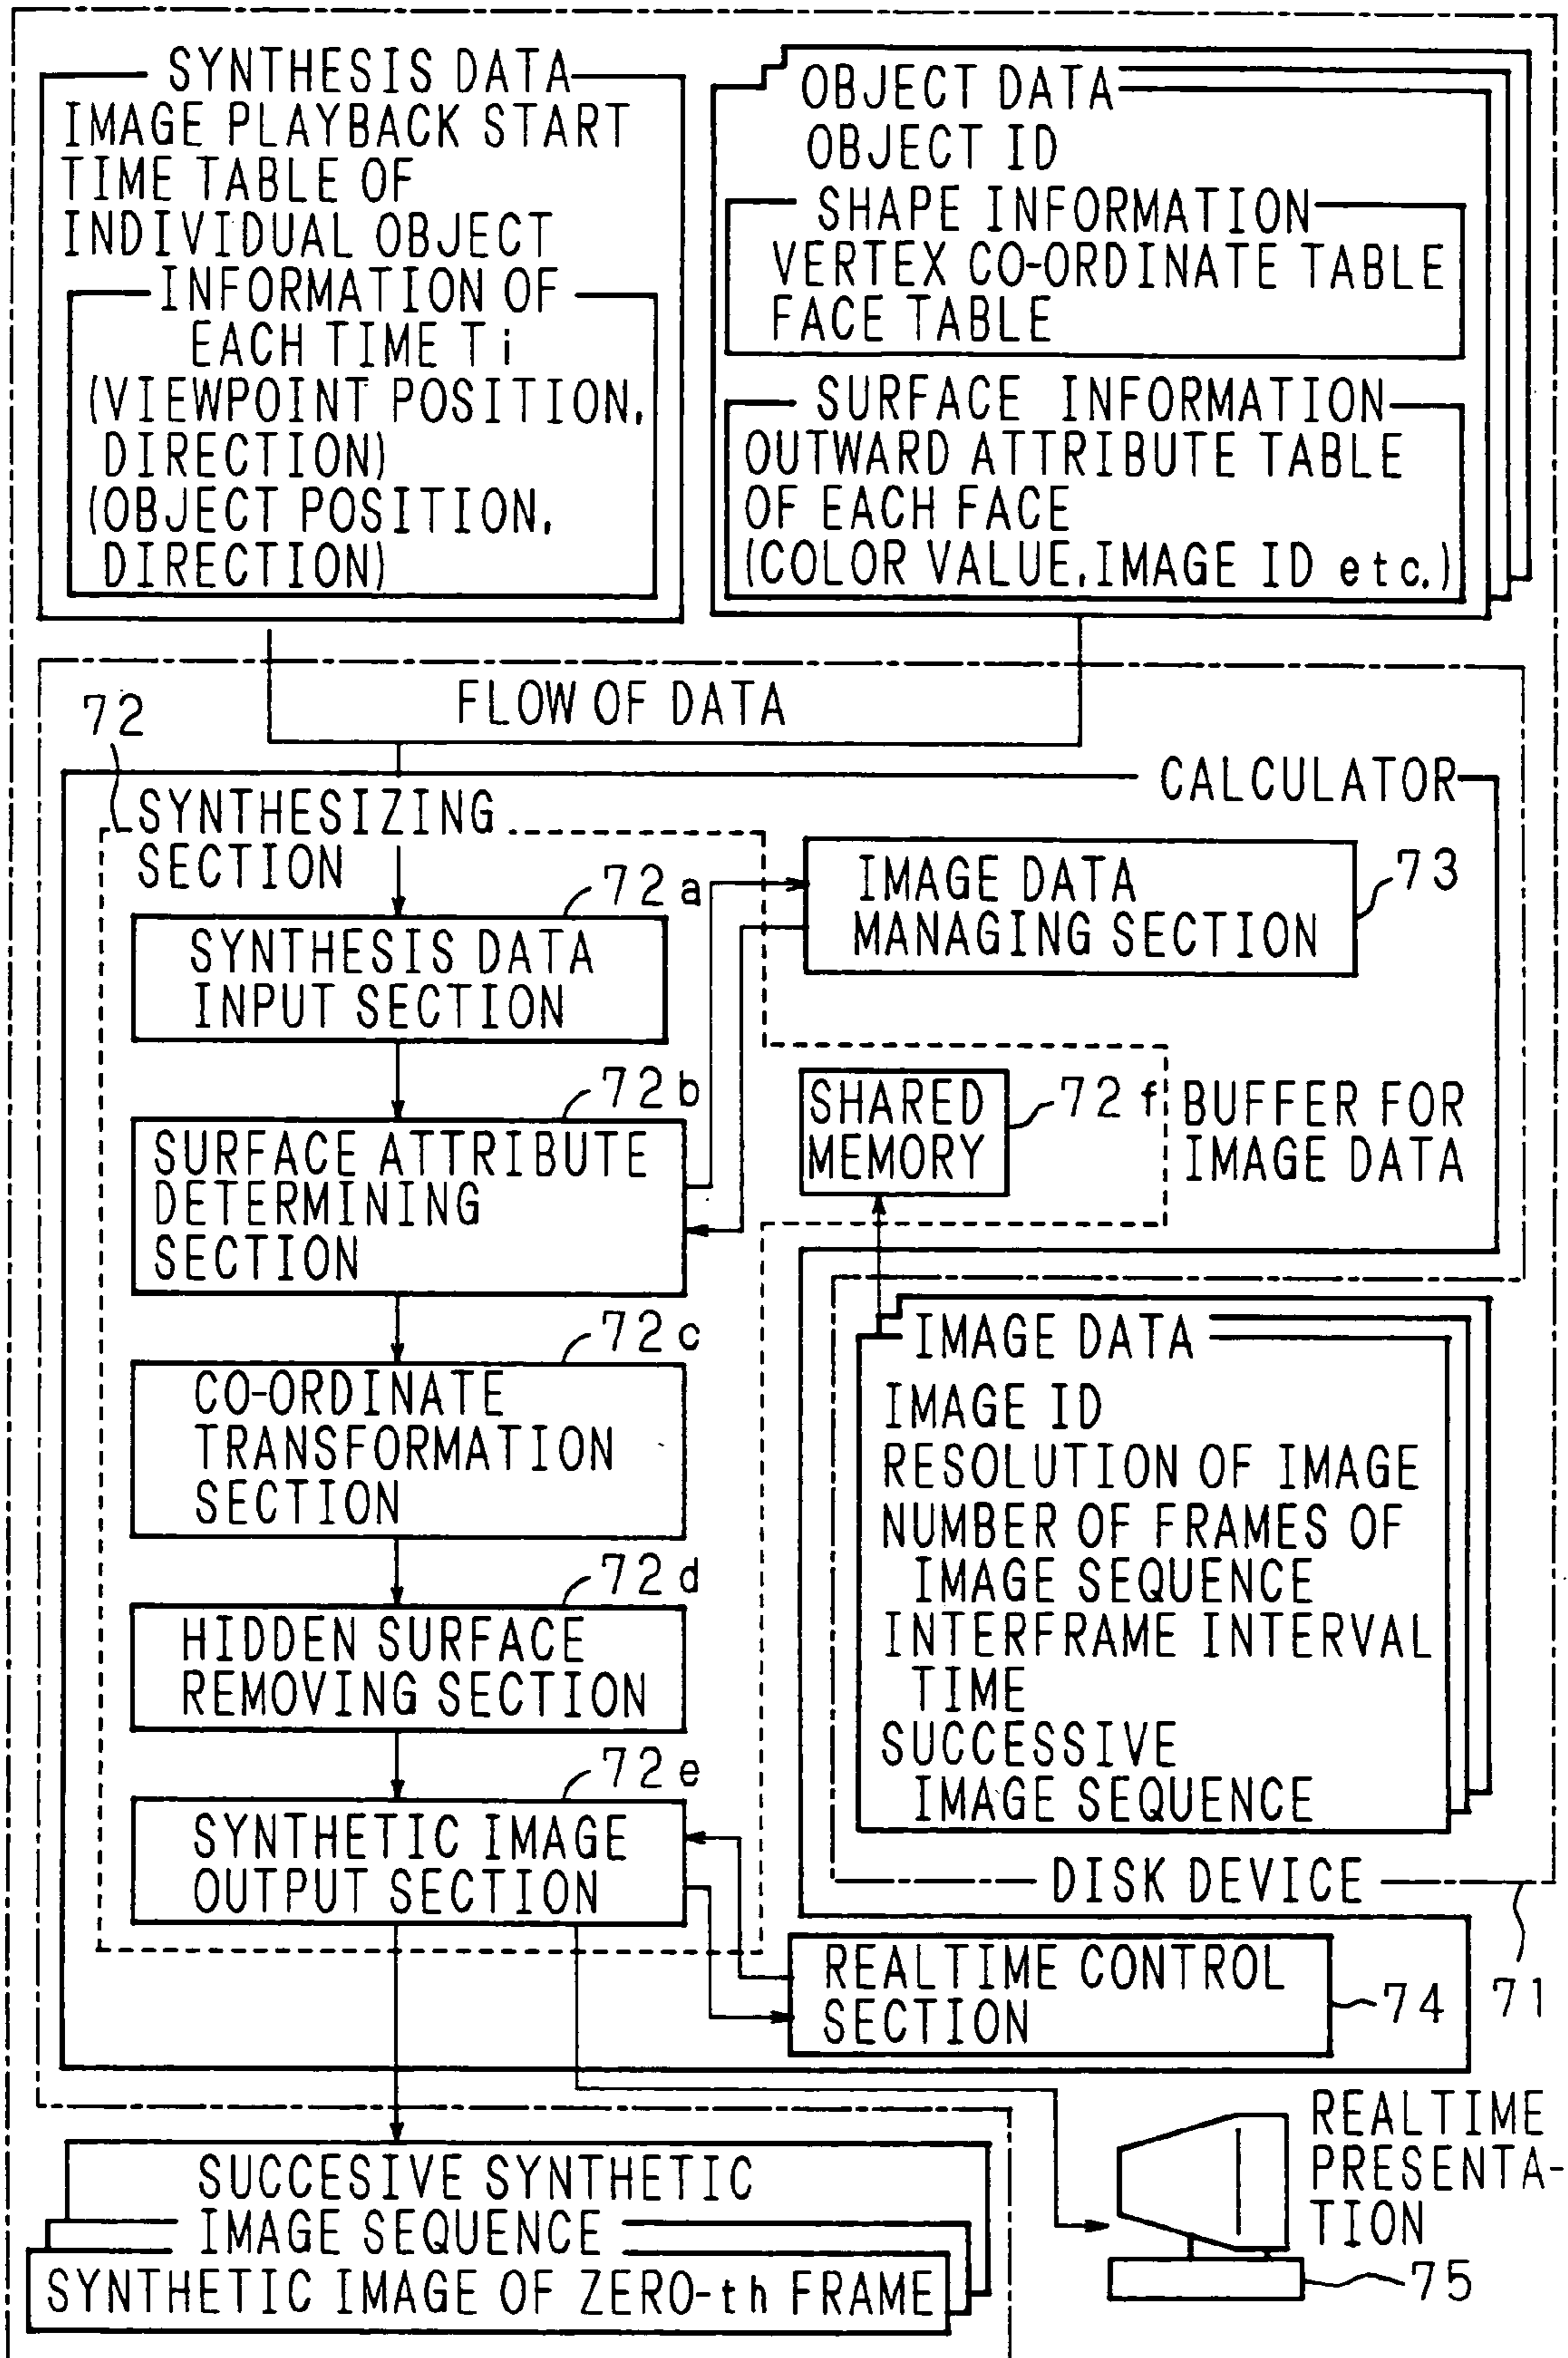 SYNTHESIS DATA
IMAGE PLAYBACK START
TIME TABLE OF
INDIVIDUAL OBJECT
INFORMATION OF
EACH TIME Ti
(VIEWPOINT POSITION,
DIRECTION)
(OBJECT POSITION,
DIRECTION)
OBJECT DATA
OBJECT ID
SHAPE INFORMATION
VERTEX CO-ORDINATE TABLE
FACE TABLE
SURFACE INFORMATION
OUTWARD ATTRIBUTE TABLE
OF EACH FACE
(COLOR VALUE, IMAGE ID etc.)
FLOW OF DATA
72
CALCULATOR
SYNTHESIZING
SECTION
72a
SYNTHESIS DATA
INPUT SECTION
IMAGE DATA
MANAGING SECTION
73
72b
SURFACE ATTRIBUTE
DETERMINING
SECTION
SHARED
MEMORY
72f
BUFFER FOR
IMAGE DATA
72c
CO-ORDINATE
TRANSFORMATION
SECTION
72d
HIDDEN SURFACE
REMOVING SECTION
72e
SYNTHETIC IMAGE
OUTPUT SECTION
IMAGE DATA
IMAGE ID
RESOLUTION OF IMAGE
NUMBER OF FRAMES OF
IMAGE SEQUENCE
INTERFRAME INTERVAL
TIME
SUCCESSIVE
IMAGE SEQUENCE
DISK DEVICE
71
REALTIME CONTROL
SECTION
74
SUCCESIVE SYNTHETIC
IMAGE SEQUENCE
SYNTHETIC IMAGE OF ZERO-th FRAME
REALTIME
PRESENTA-
TION
75